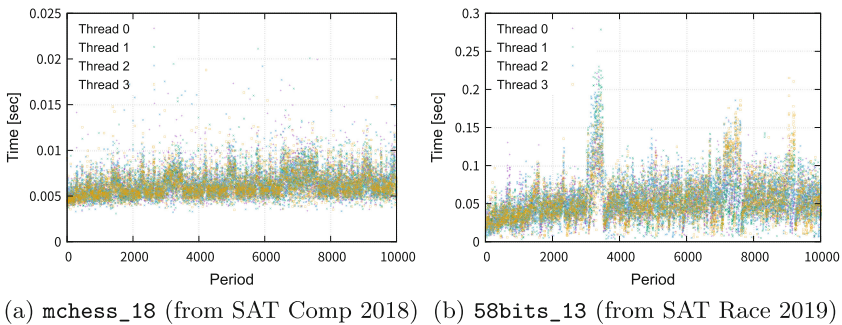 0.025
0.02
0.015
0.01
0.005
0
Time [sec]
Thread 0
Thread 1
Thread 2
Thread 3
0 2000 4000 6000 8000 10000
Period
0.3
0.25
0.2
0.15
0.1
0.05
0
Time [sec]
Thread 0
Thread 1
Thread 2
Thread 3
0 2000 4000 6000 8000 10000
Period
(a) mchess_18 (from SAT Comp 2018) (b) 58bits_13 (from SAT Race 2019)